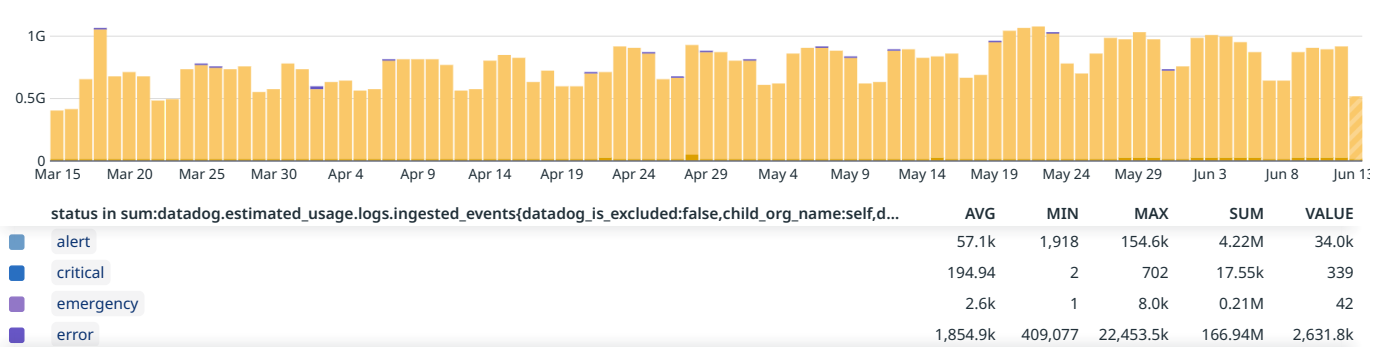 1G
0.5G
0
Mar 15 Mar 20 Mar 25 Mar 30 Apr 4 Apr 9 Apr 14 Apr 19 Apr 24 Apr 29 May 4 May 9 May 14 May 19 May 24 May 29 Jun 3 Jun 8 Jun 13
status in sum:datadog.estimated_usage.logs.ingested_events{datadog_is_excluded:false,child_org_name:self,d... AVG MIN MAX SUM VALUE
alert 57.1k 1,918 154.6k 4.22M 34.0k
critical 194.94 2 702 17.55k 339
emergency 2.6k 1 8.0k 0.21M 42
error 1,854.9k 409,077 22,453.5k 166.94M 2,631.8k